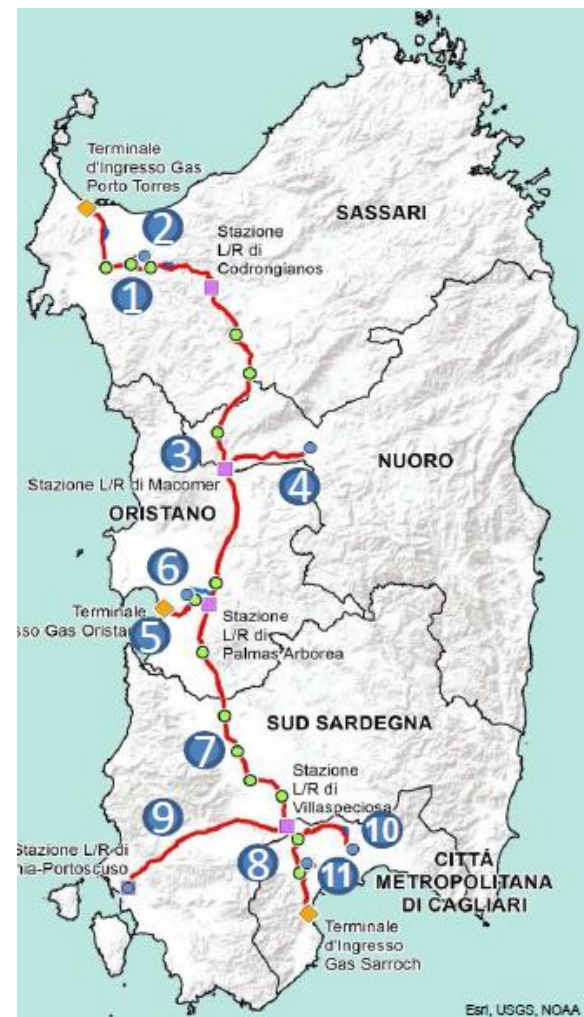 Terminale
d'Ingresso Gas
Porto Torres
SASSARI
2
Stazione
L/R di
Codrongianos
1
3
NUORO
Stazione L/R di Macomer
4
ORISTANO
6
Terminale
sso Gas Orista
5
Stazione
L/R di
Palmas Arborea
SUD SARDEGNA
7
Stazione
L/R di
Villaspeciosa
9
10
Stazione L/R di
nia-Portoscuso
8
11
CITTÁ
METROPOLITANA
DI CAGLIARI
Terminale
d'Ingresso
Gas Sarroch
Esri, USGS, NOAA